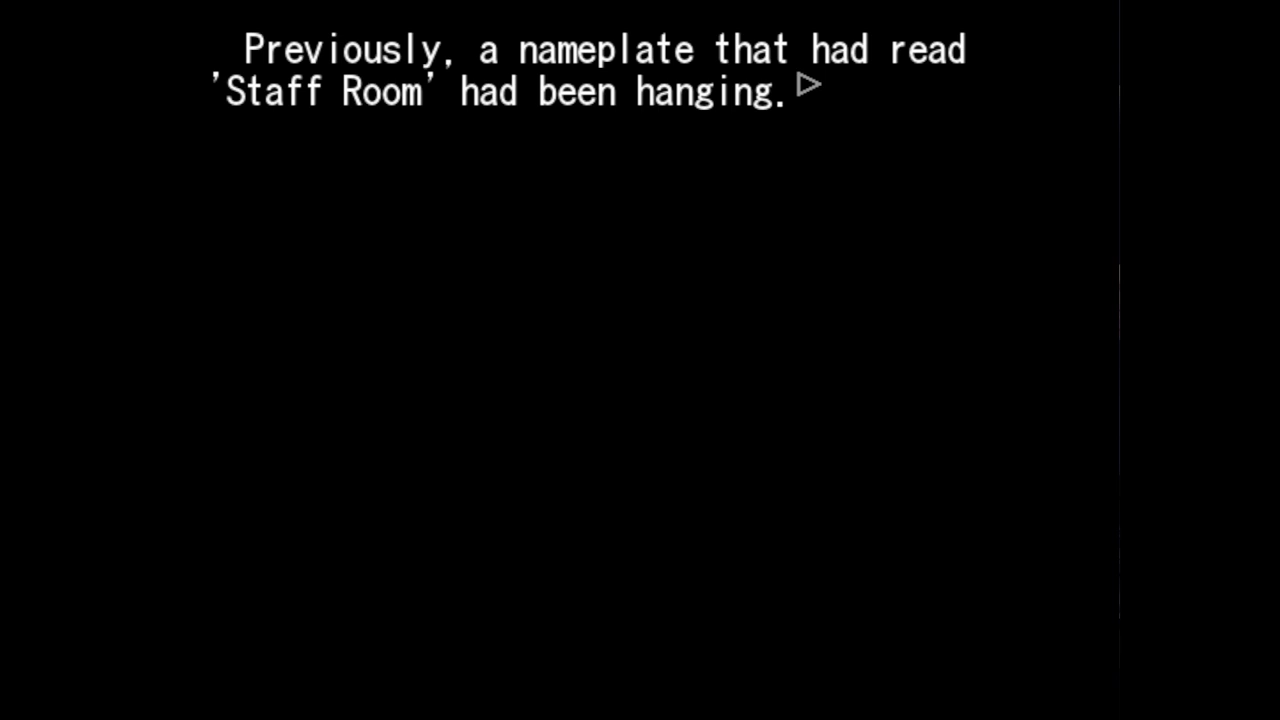 Previously, a nameplate that had read
'Staff Room' had been hanging.